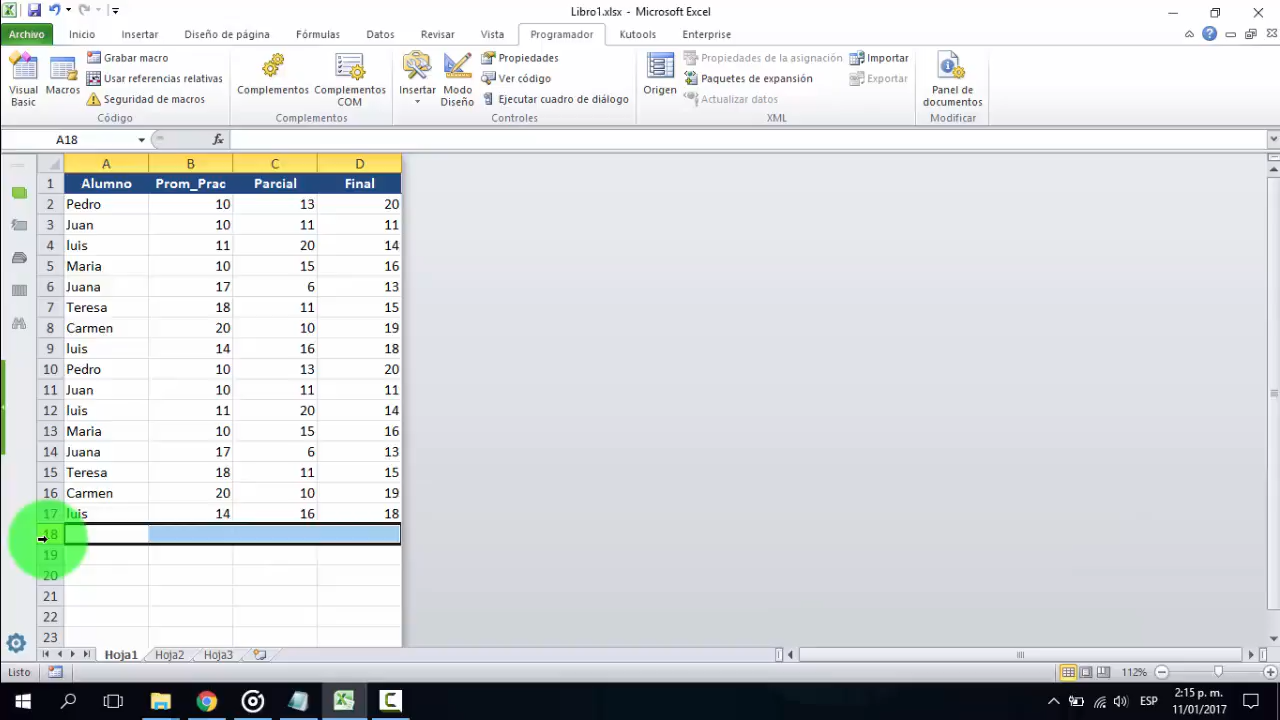 Libro1.xlsx - Microsoft Excel
Archivo Inicio Insertar Diseño de página Fórmulas Datos Revisar Vista Programador Kutools Enterprise
Visual Basic
Macros
Grabar macro
Usar referencias relativas
Seguridad de macros
Código
Complementos
Complementos COM
Complementos
Insertar
Modo Diseño
Propiedades
Ver código
Ejecutar cuadro de diálogo
Controles
Origen
Propiedades de la asignación
Paquetes de expansión
Actualizar datos
Importar
Exportar
XML
Panel de documentos
Modificar
A18 fx
A B C D
1 Alumno Prom_Prac Parcial Final
2 Pedro 10 13 20
3 Juan 10 11 11
4 luis 11 20 14
5 Maria 10 15 16
6 Juana 17 6 13
7 Teresa 18 11 15
8 Carmen 20 10 19
9 luis 14 16 18
10 Pedro 10 13 20
11 Juan 10 11 11
12 luis 11 20 14
13 Maria 10 15 16
14 Juana 17 6 13
15 Teresa 18 11 15
16 Carmen 20 10 19
17 luis 14 16 18
18
19
20
21
22
23
Hoja1 Hoja2 Hoja3
Listo 112%
ESP
2:15 p. m.
11/01/2017